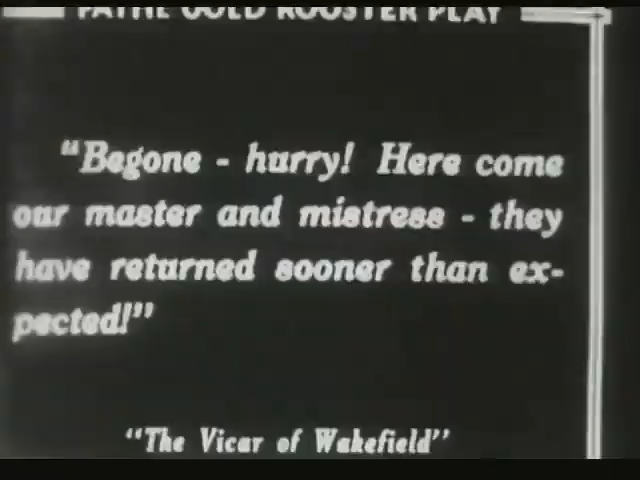 PATHE GOLD ROOSTER PLAY
"Begone - hurry! Here come
our master and mistress - they
have returned sooner than ex-
pected!"
"The Vicar of Wakefield"